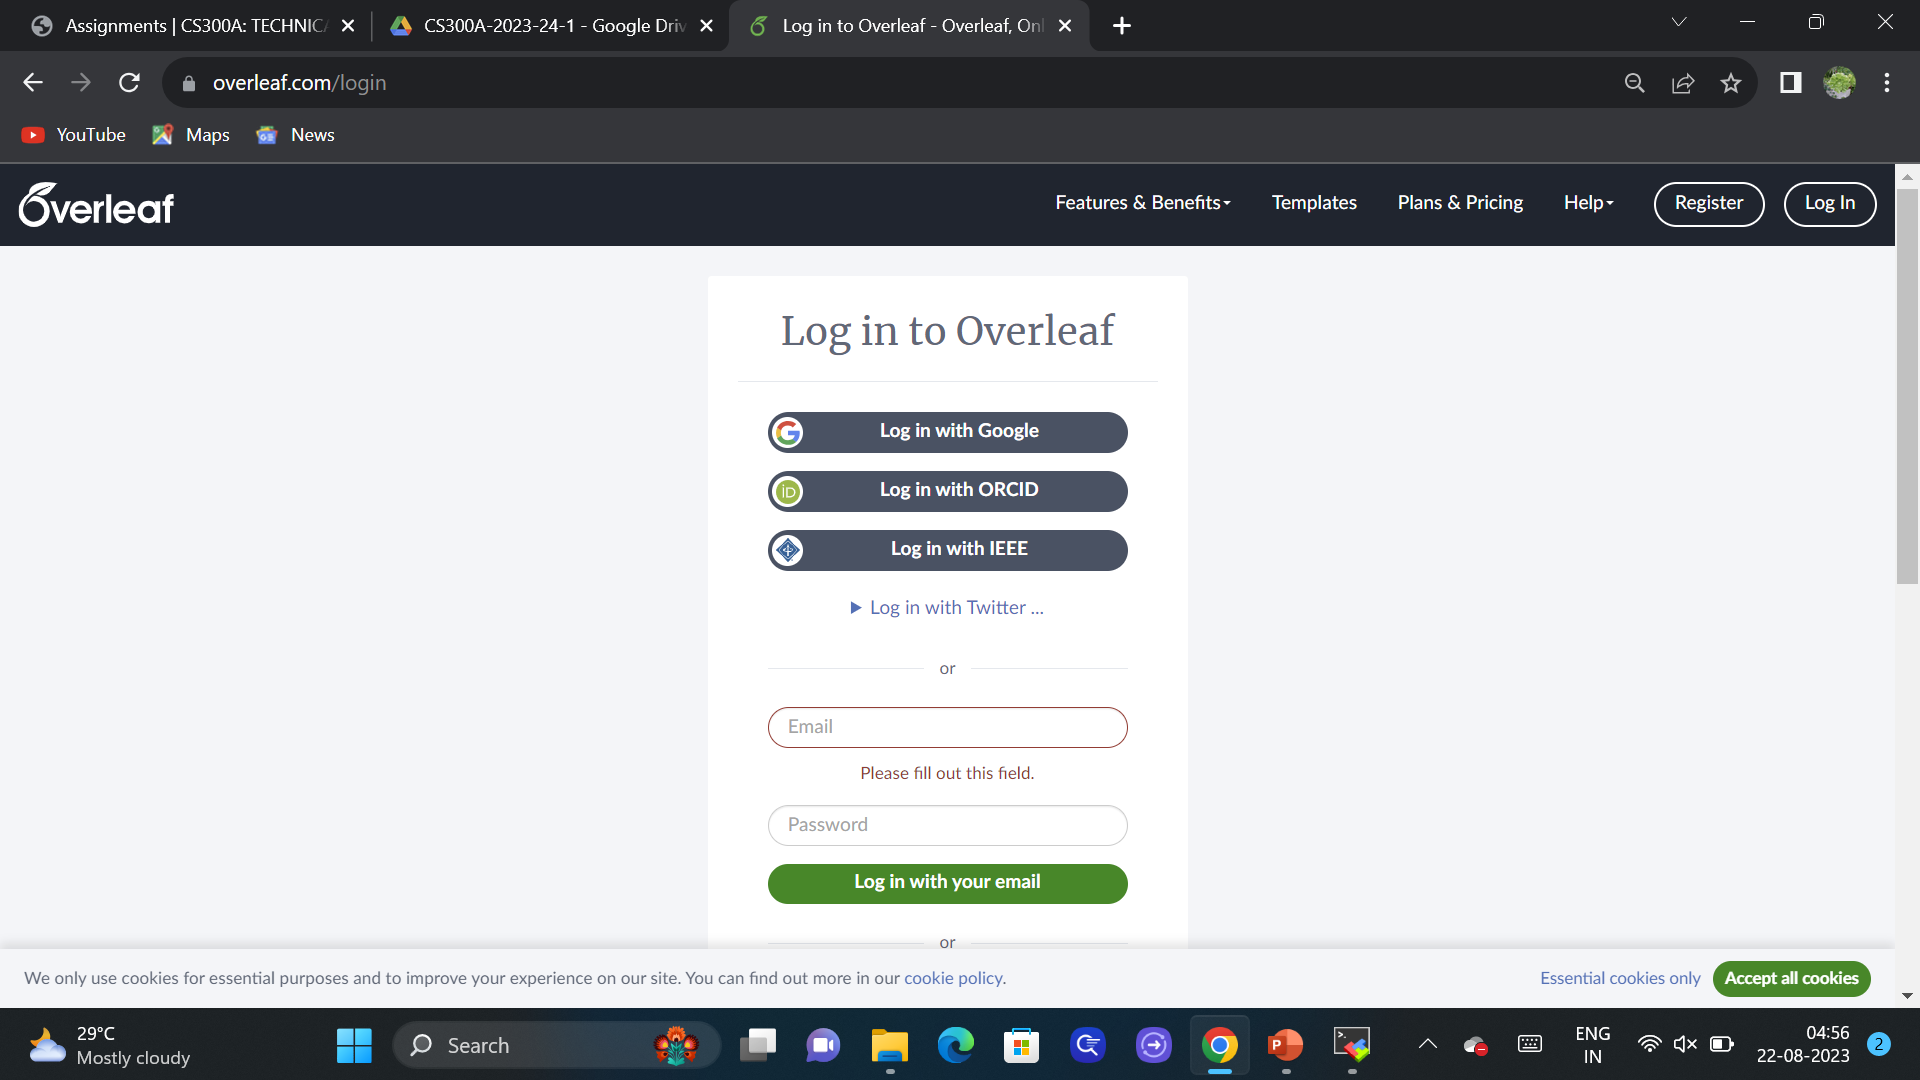 Assignments | CS300A: TECHNICA
CS300A-2023-24-1 - Google Driv
Log in to Overleaf - Overleaf, Onl
overleaf.com/login
YouTube
Maps
News
Overleaf
Features & Benefits
Templates
Plans & Pricing
Help
Register
Log In
Log in to Overleaf
Log in with Google
iD
Log in with ORCID
Log in with IEEE
Log in with Twitter ...
or
Email
Please fill out this field.
Password
Log in with your email
or
We only use cookies for essential purposes and to improve your experience on our site. You can find out more in our cookie policy.
Essential cookies only
Accept all cookies
29°C
Mostly cloudy
Search
ENG
IN
04:56
22-08-2023
2